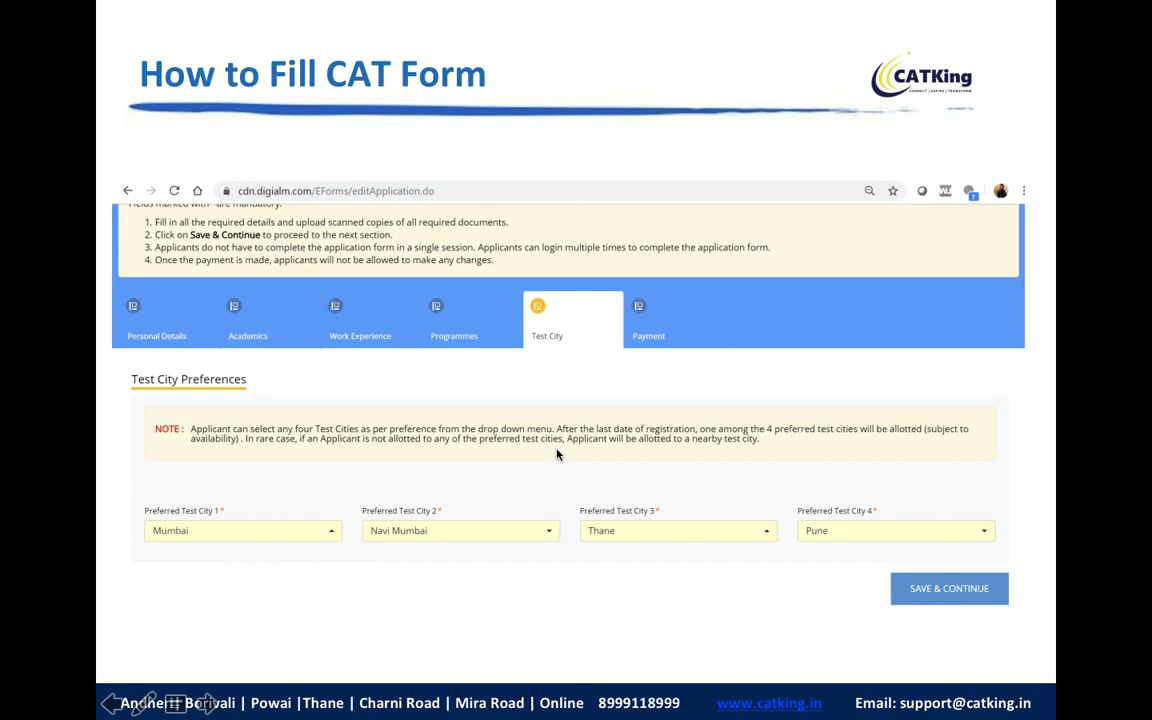 How to Fill CAT Form
CATKing
CONNECT | ASPIRE | TRANSFORM
cdn.digialm.com/EForms/editApplication.do
Fields marked with * are mandatory.
1. Fill in all the required details and upload scanned copies of all required documents.
2. Click on Save & Continue to proceed to the next section.
3. Applicants do not have to complete the application form in a single session. Applicants can login multiple times to complete the application form.
4. Once the payment is made, applicants will not be allowed to make any changes.
Personal Details Academics Work Experience Programmes Test City Payment
Test City Preferences
NOTE : Applicant can select any four Test Cities as per preference from the drop down menu. After the last date of registration, one among the 4 preferred test cities will be allotted (subject to
availability) . In rare case, if an Applicant is not allotted to any of the preferred test cities, Applicant will be allotted to a nearby test city.
Preferred Test City 1* Preferred Test City 2* Preferred Test City 3* Preferred Test City 4*
Mumbai Navi Mumbai Thane Pune
SAVE & CONTINUE
Borivali | Powai |Thane | Charni Road | Mira Road | Online 8999118999 www.catking.in Email: support@catking.in